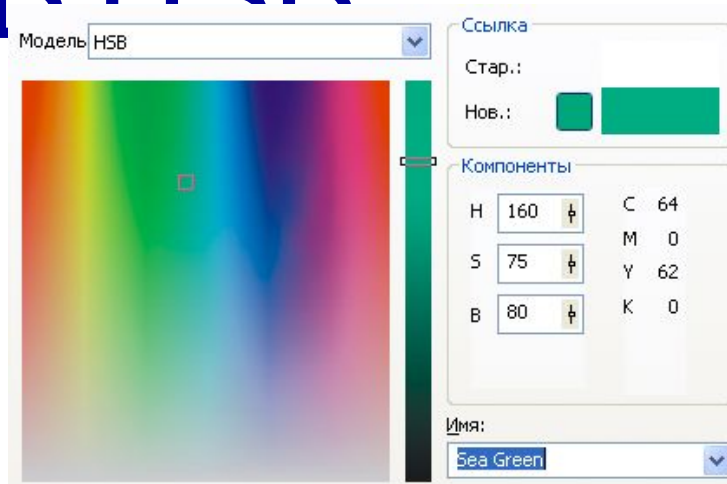 Модель HSB
Ссылка
Стар.:
Нов.:
Компоненты
H 160 C 64
M 0
S 75 Y 62
B 80 K 0
Имя:
Sea Green